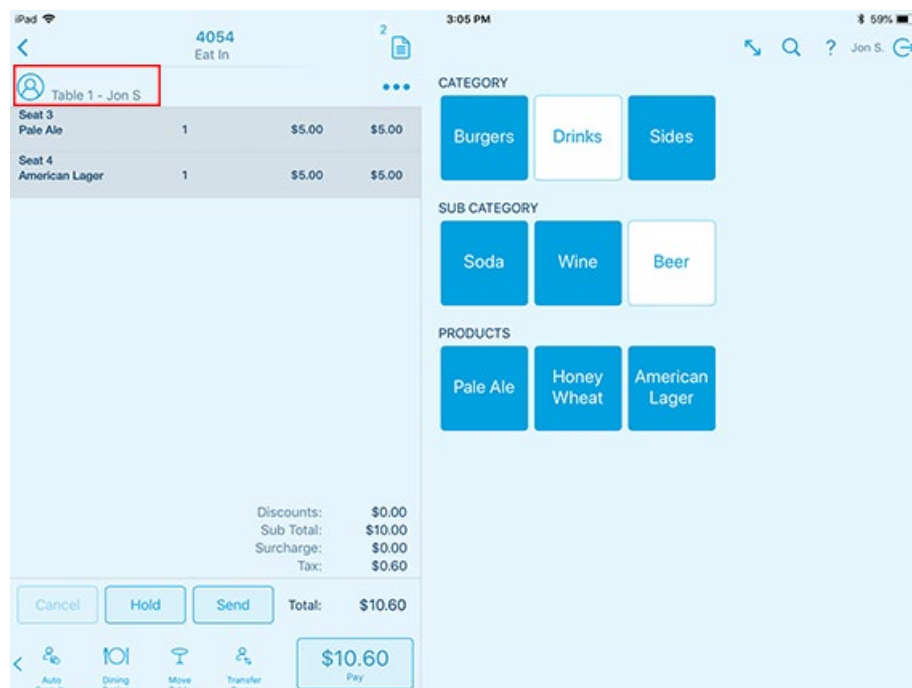 iPad 3:05 PM 59%
4054
Eat In
2
? Jon S.
Table 1 - Jon S
Seat 3
Pale Ale 1 $5.00 $5.00
Seat 4
American Lager 1 $5.00 $5.00
Discounts: $0.00
Sub Total: $10.00
Surcharge: $0.00
Tax: $0.60
Cancel Hold Send Total: $10.60
Auto Dining Move Transfer
$10.60
Pay
CATEGORY
Burgers Drinks Sides
SUB CATEGORY
Soda Wine Beer
PRODUCTS
Pale Ale Honey Wheat American Lager